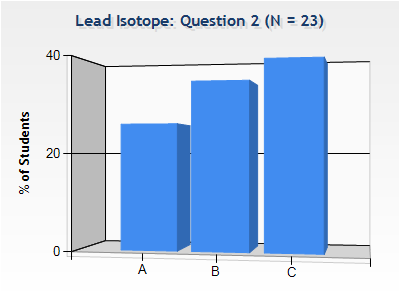 Lead Isotope: Question 2 (N = 23)
% of Students
40
20
0
A
B
C